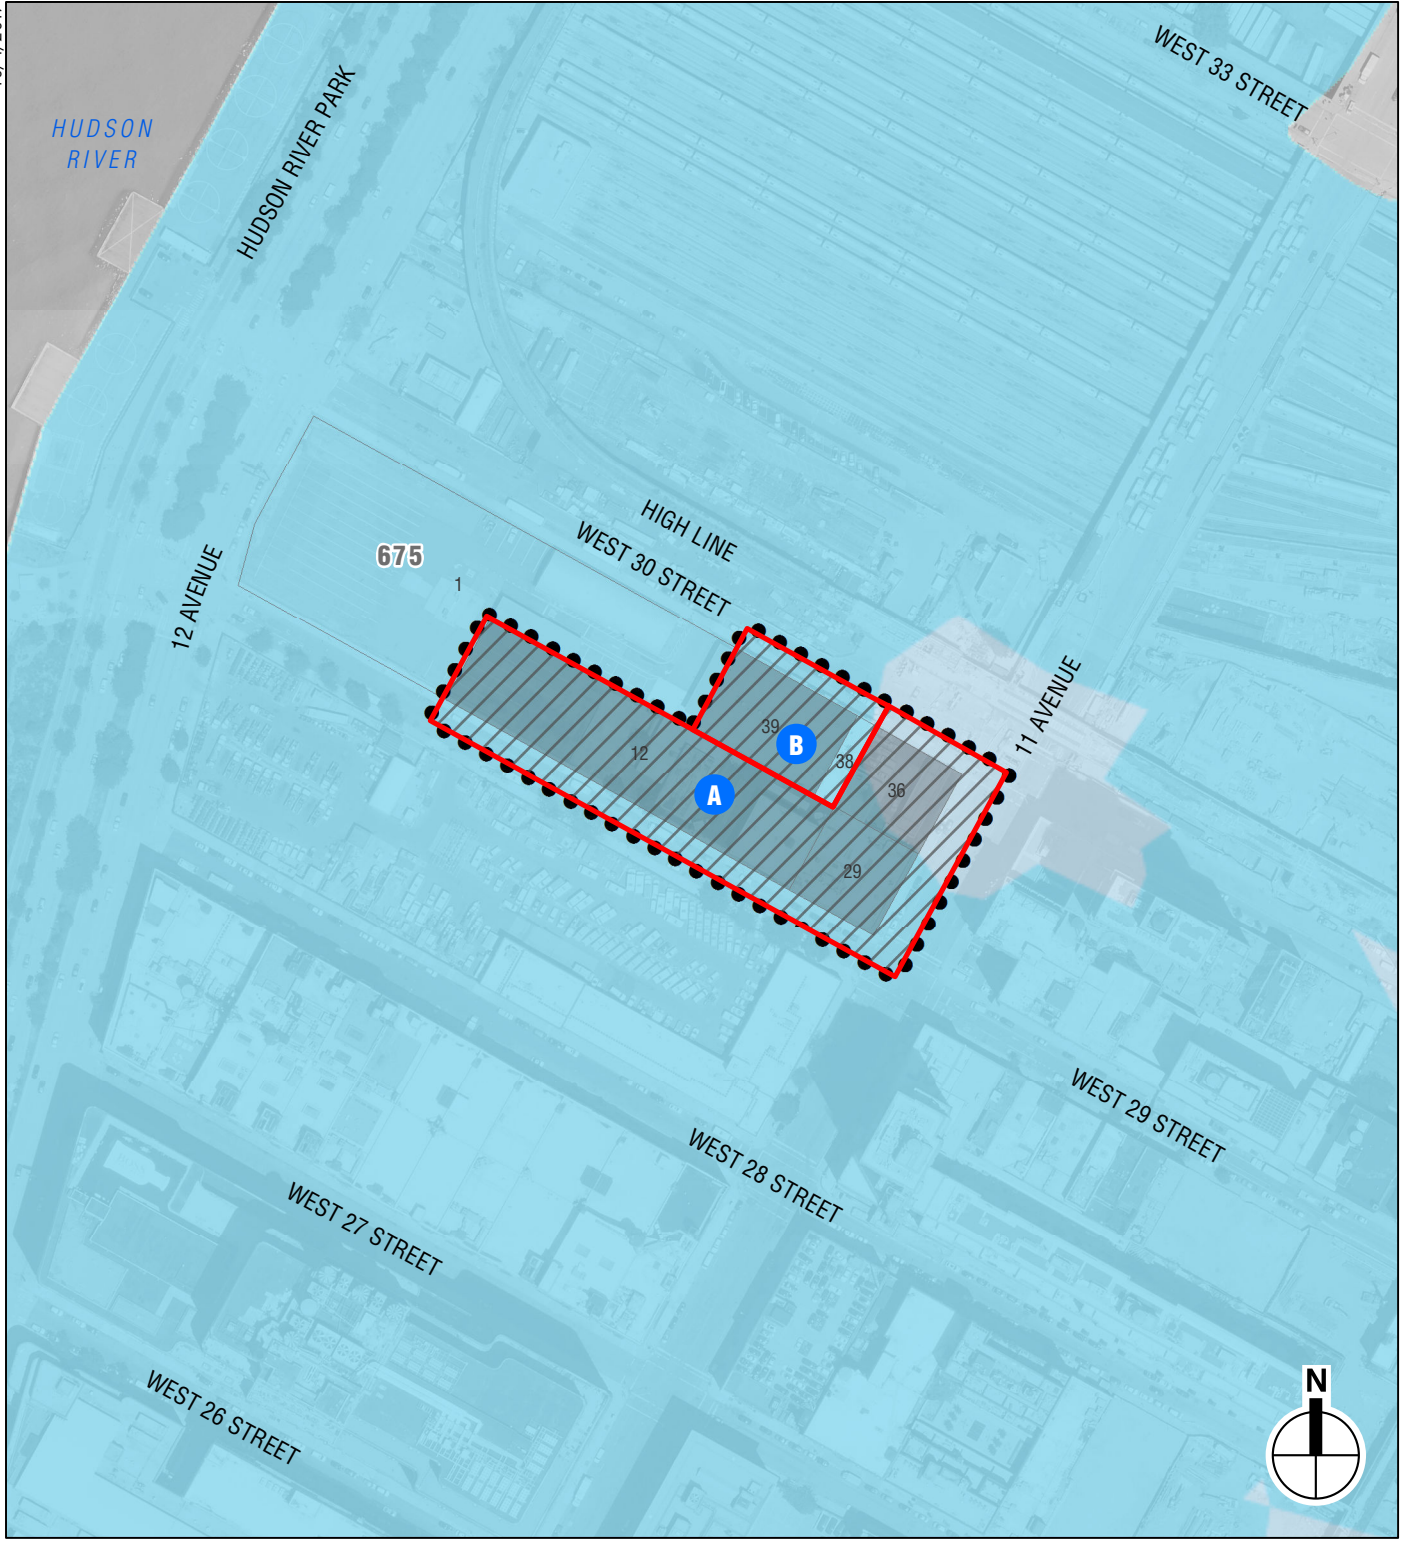 WEST 33 STREET
HUDSON
RIVER
HUDSON RIVER PARK
HIGH LINE
WEST 30 STREET
675
1
12 AVENUE
11 AVENUE
39
B
38
12
A
36
29
WEST 29 STREET
WEST 28 STREET
WEST 27 STREET
WEST 26 STREET
N